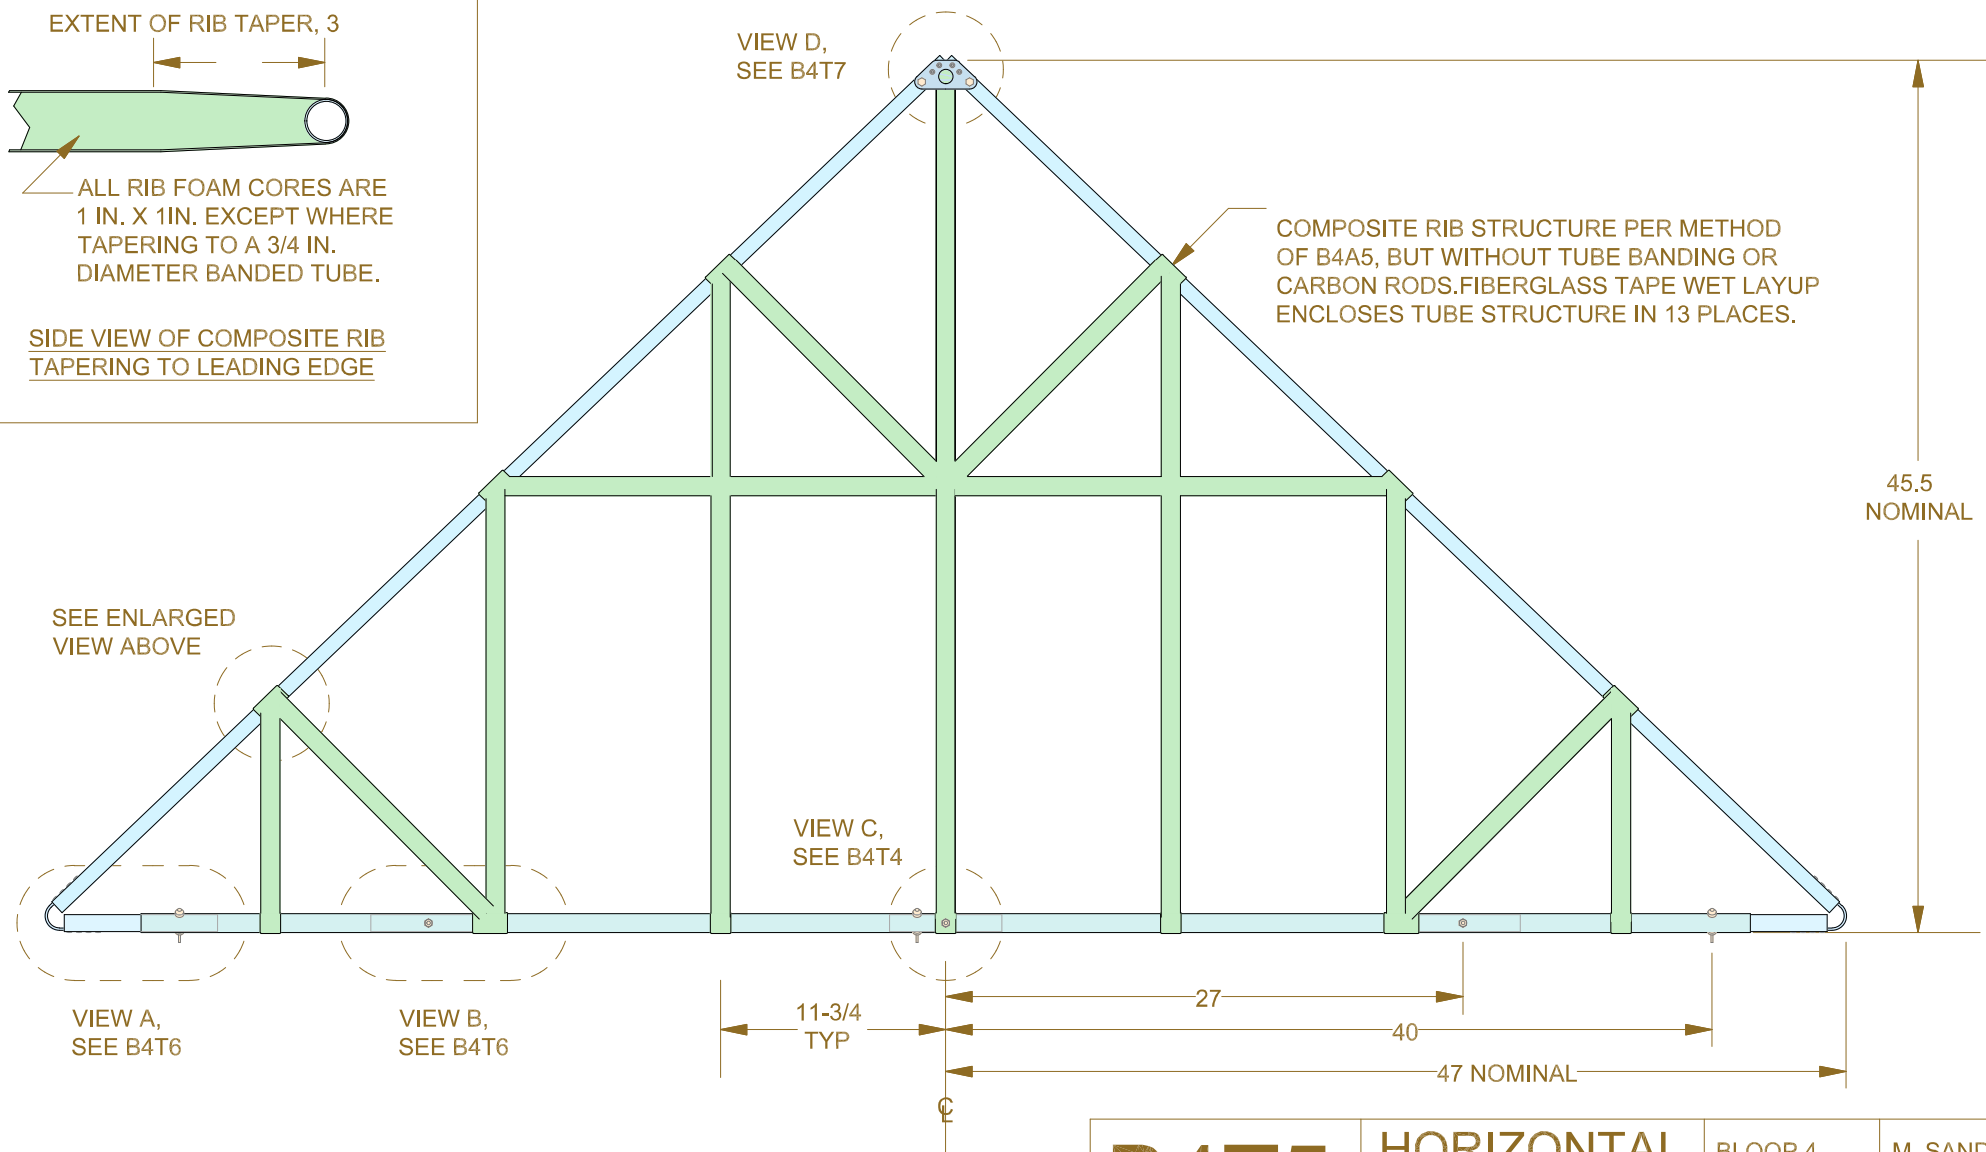 EXTENT OF RIB TAPER, 3
ALL RIB FOAM CORES ARE
1 IN. X 1IN. EXCEPT WHERE
TAPERING TO A 3/4 IN.
DIAMETER BANDED TUBE.
SIDE VIEW OF COMPOSITE RIB
TAPERING TO LEADING EDGE
VIEW D,
SEE B4T7
COMPOSITE RIB STRUCTURE PER METHOD
OF B4A5, BUT WITHOUT TUBE BANDING OR
CARBON RODS.FIBERGLASS TAPE WET LAYUP
ENCLOSES TUBE STRUCTURE IN 13 PLACES.
45.5
NOMINAL
SEE ENLARGED
VIEW ABOVE
VIEW C,
SEE B4T4
VIEW A,
SEE B4T6
VIEW B,
SEE B4T6
11-3/4
TYP
27
40
47 NOMINAL
℄
HORIZONTAL
BLOOP 4
M. SAND